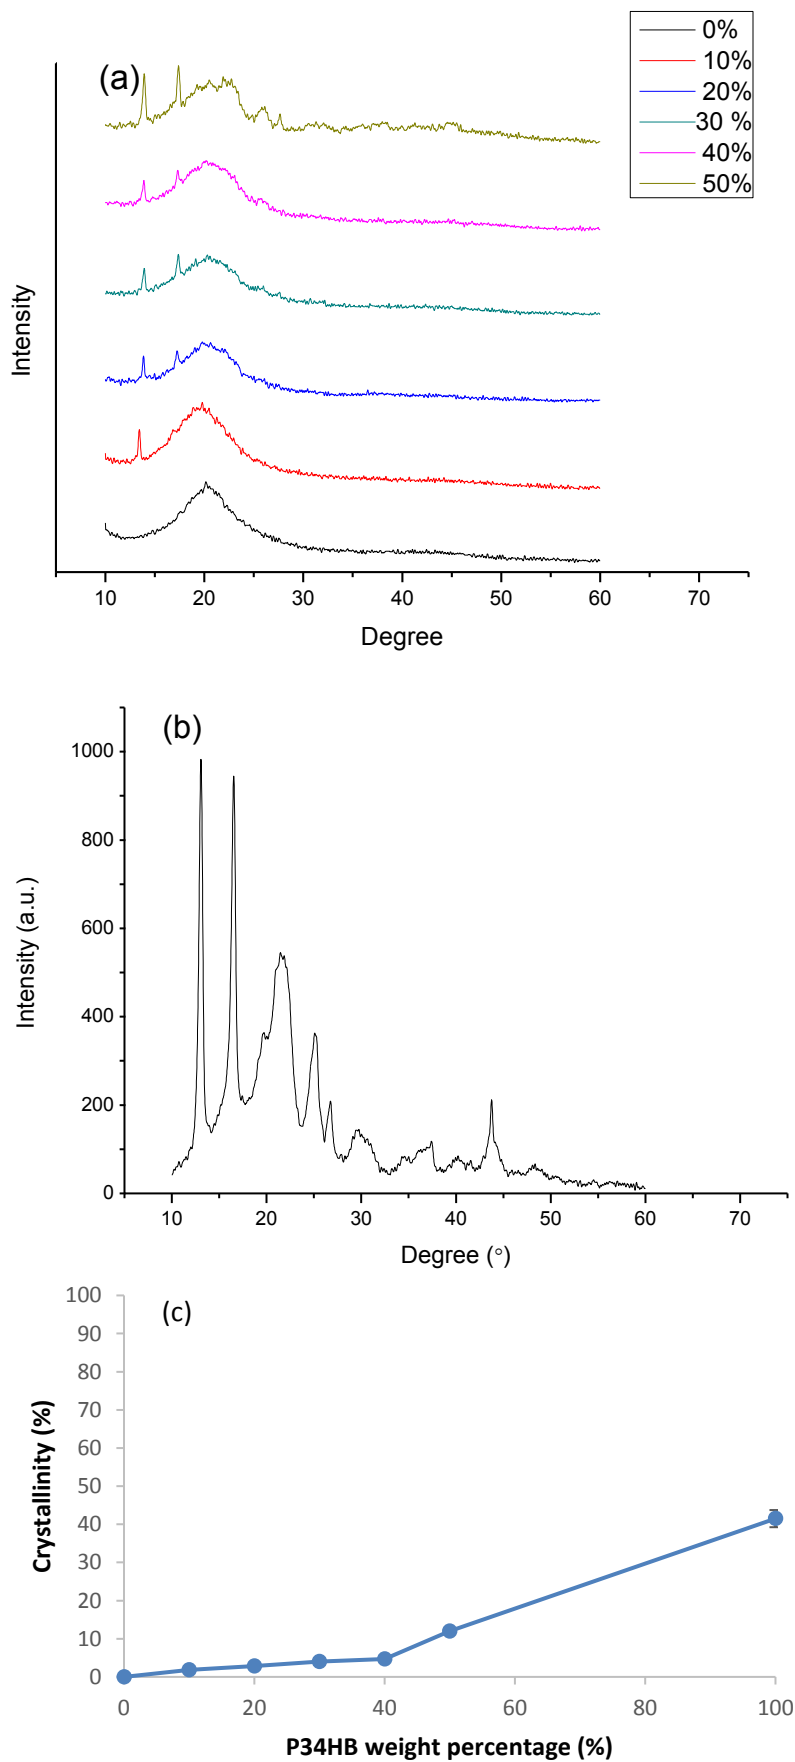 0%
10%
20%
30 %
40%
50%
(a)
Intensity
10 20 30 40 50 60 70
Degree
(b)
1000
800
600
400
200
0
Intensity (a.u.)
10 20 30 40 50 60 70
Degree (°)
(c)
100
90
80
70
60
50
40
30
20
10
0
Crystallinity (%)
0 20 40 60 80 100
P34HB weight percentage (%)